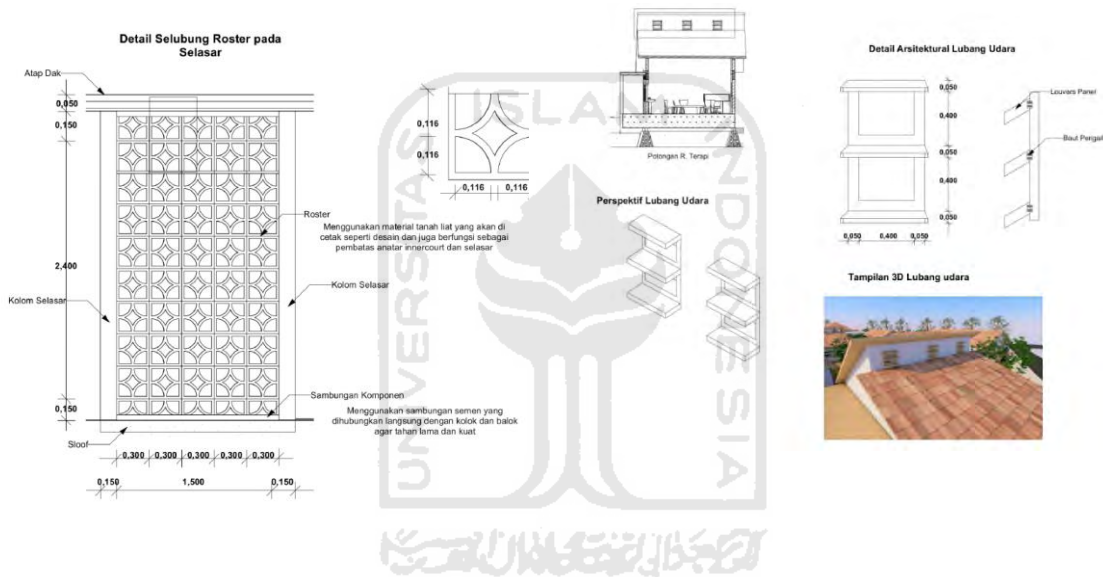 Detail Selubung Roster pada
Selasar
Atap Dak
0,050
0,150
2,400
Kolom Selasar
0,150
Sloof
0,300 0,300 0,300 0,300 0,300
0,150 1,500 0,150
Roster
Menggunakan material tanah liat yang akan di
cetak seperti desain dan juga berfungsi sebagai
pembatas anatar innercourt dan selasar
Kolom Selasar
Sambungan Komponen
Menggunakan sambungan semen yang
dihubungkan langsung dengan kolok dan balok
agar tahan lama dan kuat
0,116
0,116
0,116 0,116
Potongan R. Terapi
Perspektif Lubang Udara
Detail Arsitektural Lubang Udara
0,050
0,400
0,050
0,400
0,050
0,050 0,400 0,050
Louvers Panel
Baut Pengait
Tampilan 3D Lubang udara
ISLAM
UNIVERSITAS
INDONESIA